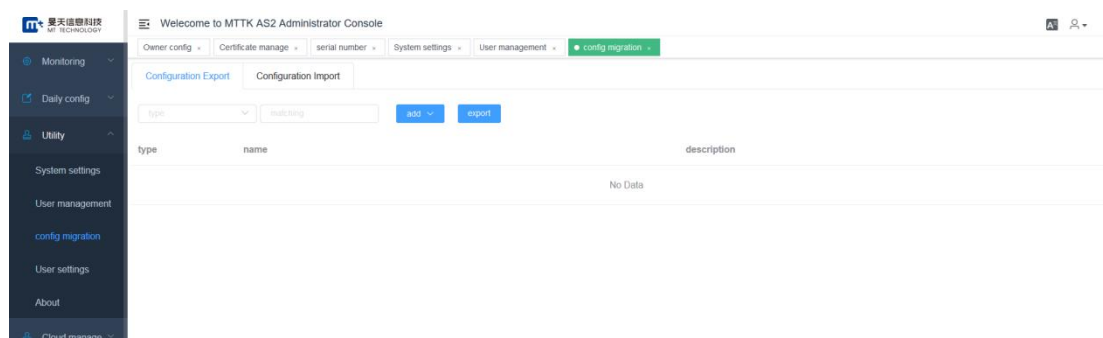 旻天信息科技
MT TECHNOLOGY
Welecome to MTTK AS2 Administrator Console
Owner config × Certificate manage × serial number × System settings × User management × config migration ×
Monitoring
Daily config
Utility
System settings
User management
config migration
User settings
About
Cloud manage
Configuration Export Configuration Import
type matching add export
type name description
No Data